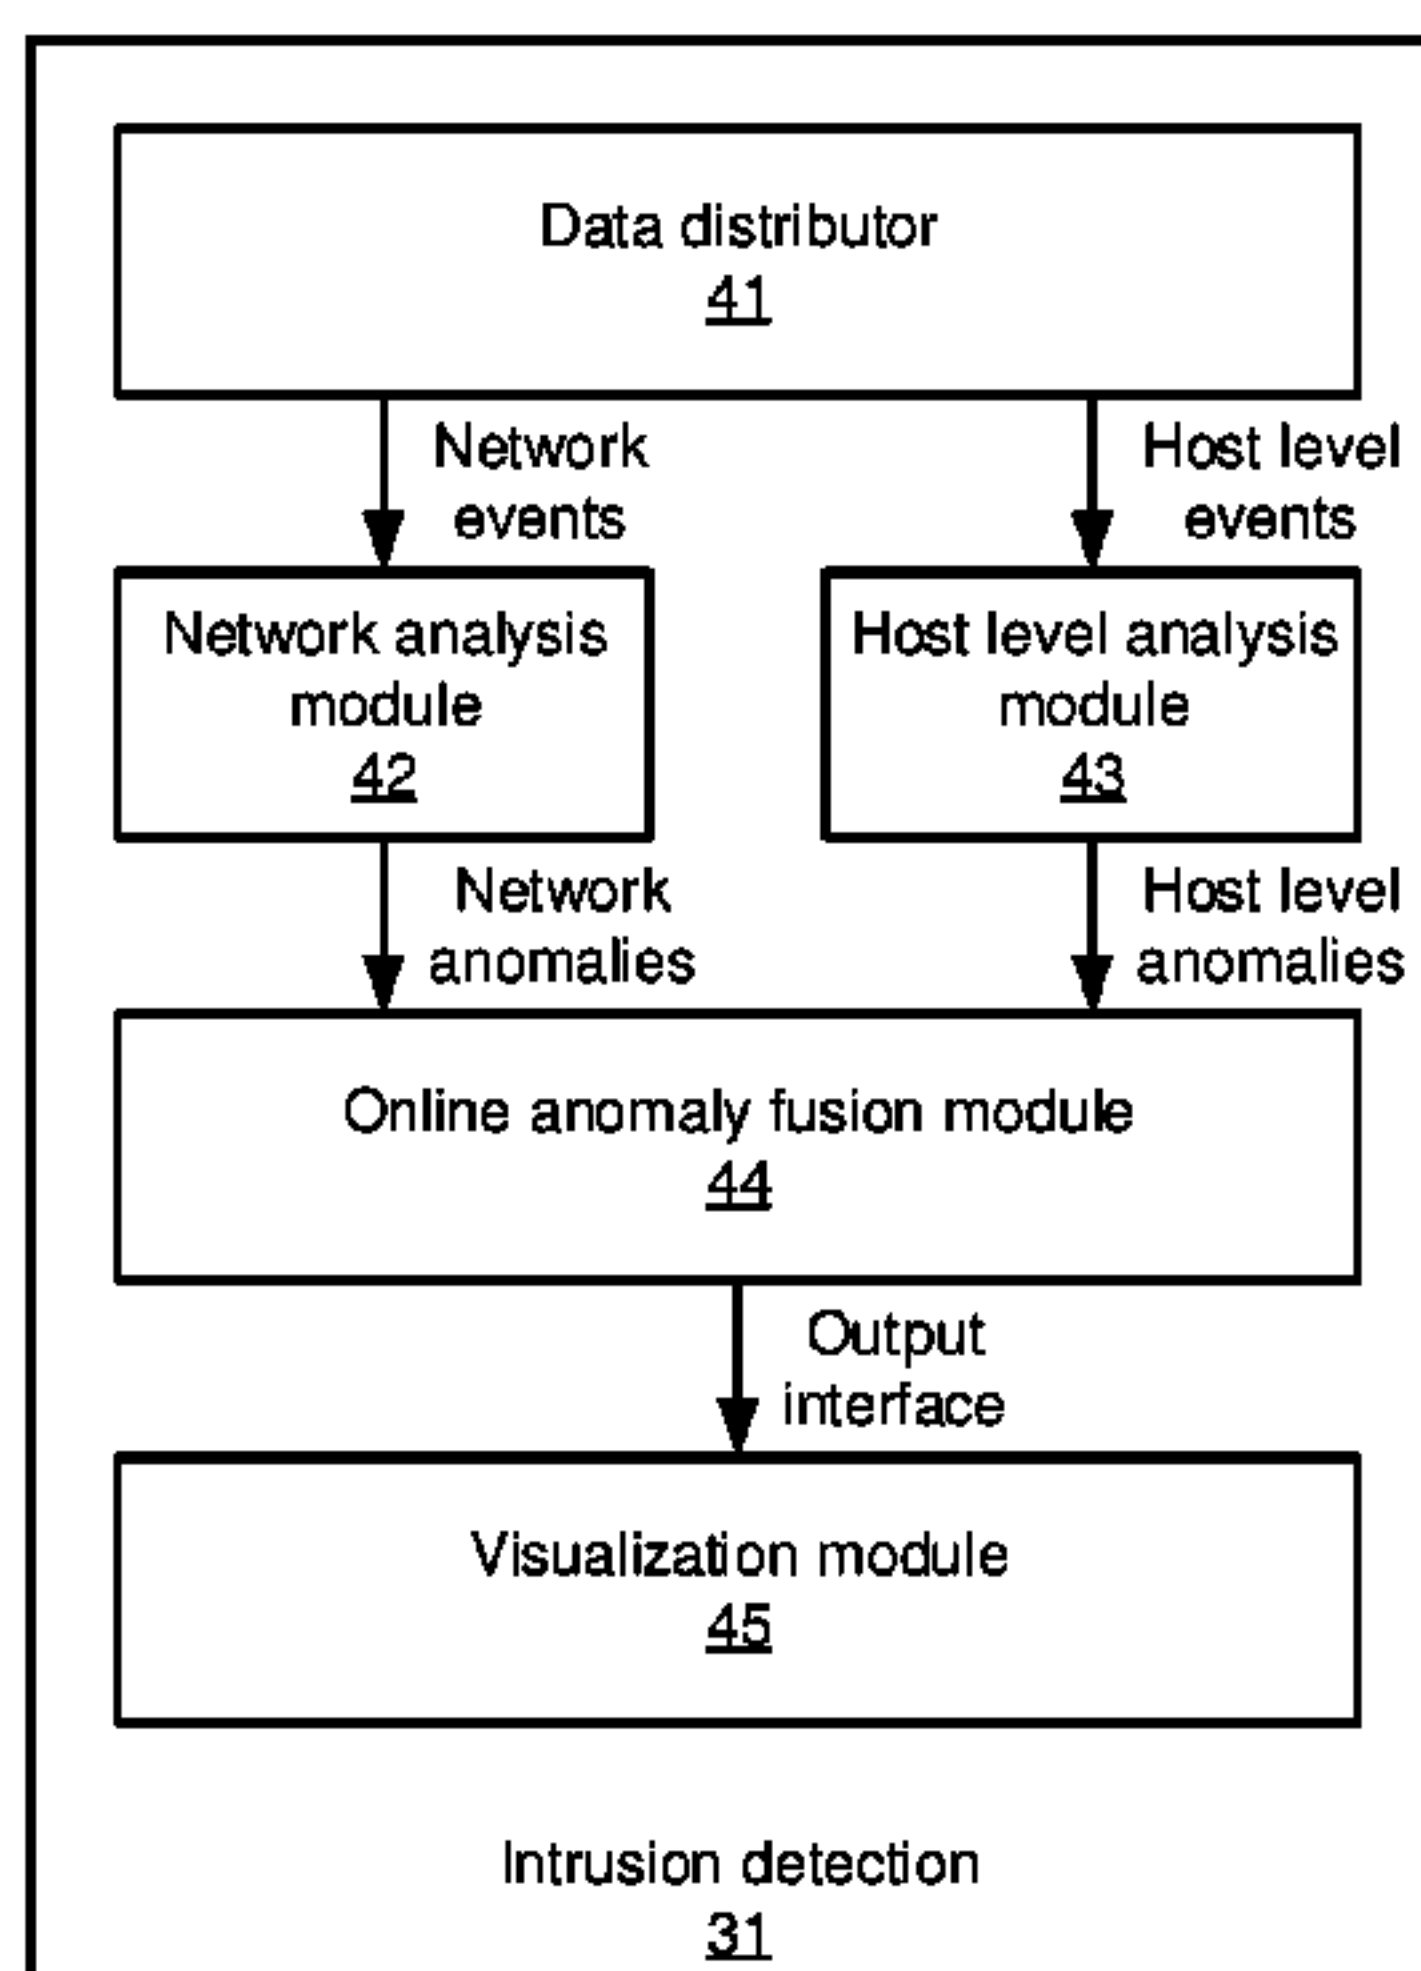 Data distributor
41
Network
events
Host level
events
Network analysis
module
42
Host level analysis
module
43
Network
anomalies
Host level
anomalies
Online anomaly fusion module
44
Output
interface
Visualization module
45
Intrusion detection
31